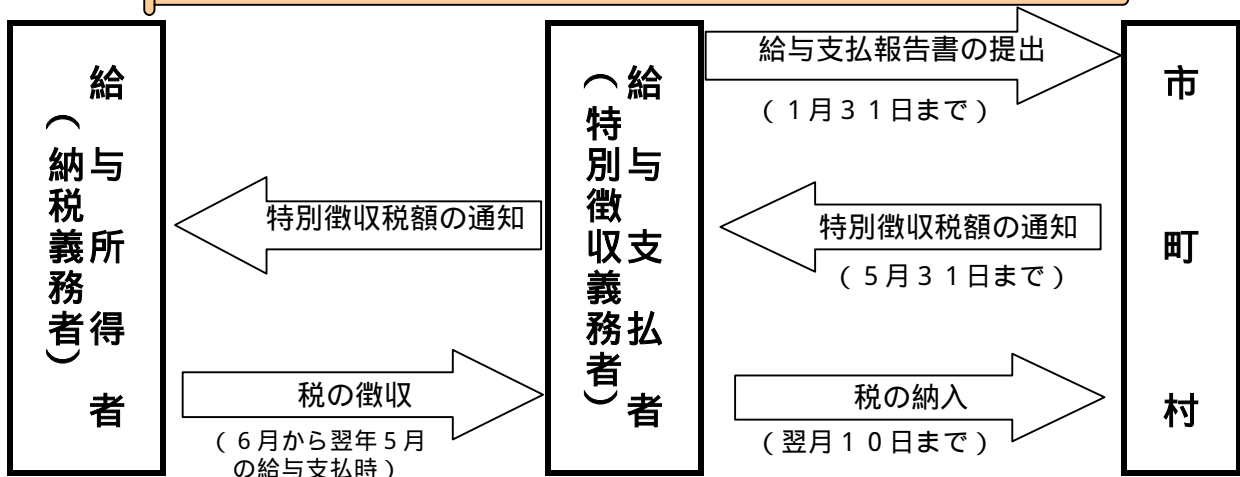 給与所得者
（納税義務者）
給与支払者
（特別徴収義務者）
市町村
給与支払報告書の提出
（１月３１日まで）
特別徴収税額の通知
特別徴収税額の通知
（５月３１日まで）
税の徴収
（６月から翌年５月
の給与支払時）
税の納入
（翌月１０日まで）